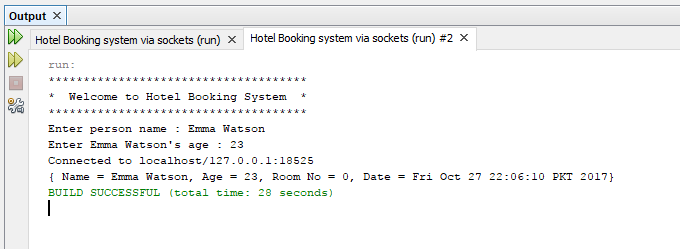 Output ×
Hotel Booking system via sockets (run) × Hotel Booking system via sockets (run) #2 ×
run:
*************************************
*  Welcome to Hotel Booking System  *
*************************************
Enter person name : Emma Watson
Enter Emma Watson's age : 23
Connected to localhost/127.0.0.1:18525
{ Name = Emma Watson, Age = 23, Room No = 0, Date = Fri Oct 27 22:06:10 PKT 2017}
BUILD SUCCESSFUL (total time: 28 seconds)